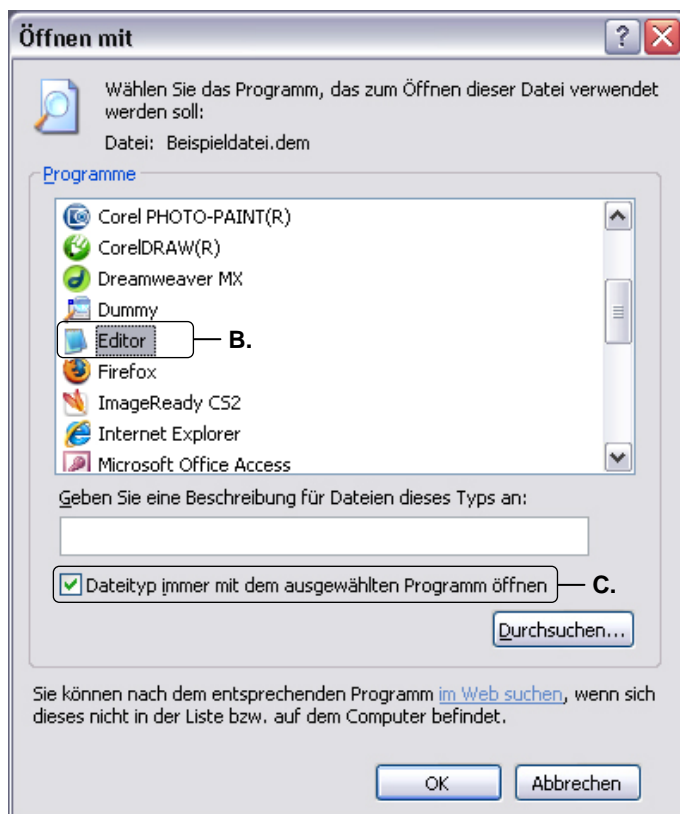 Öffnen mit
Wählen Sie das Programm, das zum Öffnen dieser Datei verwendet
werden soll:
Datei: Beispieldatei.dem
Programme
Corel PHOTO-PAINT(R)
CorelDRAW(R)
Dreamweaver MX
Dummy
Editor B.
Firefox
ImageReady CS2
Internet Explorer
Microsoft Office Access
Geben Sie eine Beschreibung für Dateien dieses Typs an:
Dateityp immer mit dem ausgewählten Programm öffnen C.
Durchsuchen...
Sie können nach dem entsprechenden Programm im Web suchen, wenn sich
dieses nicht in der Liste bzw. auf dem Computer befindet.
OK Abbrechen